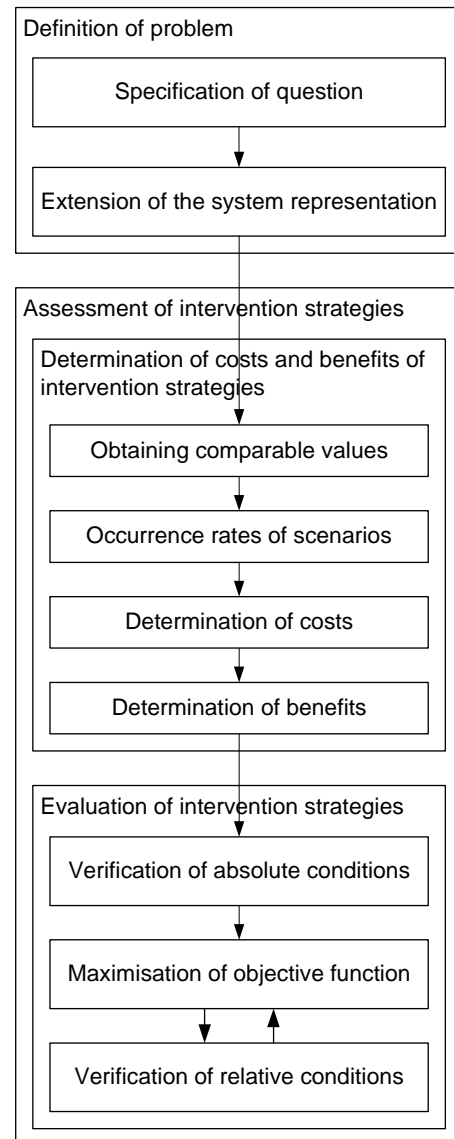 Definition of problem
Specification of question
Extension of the system representation
Assessment of intervention strategies
Determination of costs and benefits of
intervention strategies
Obtaining comparable values
Occurrence rates of scenarios
Determination of costs
Determination of benefits
Evaluation of intervention strategies
Verification of absolute conditions
Maximisation of objective function
Verification of relative conditions